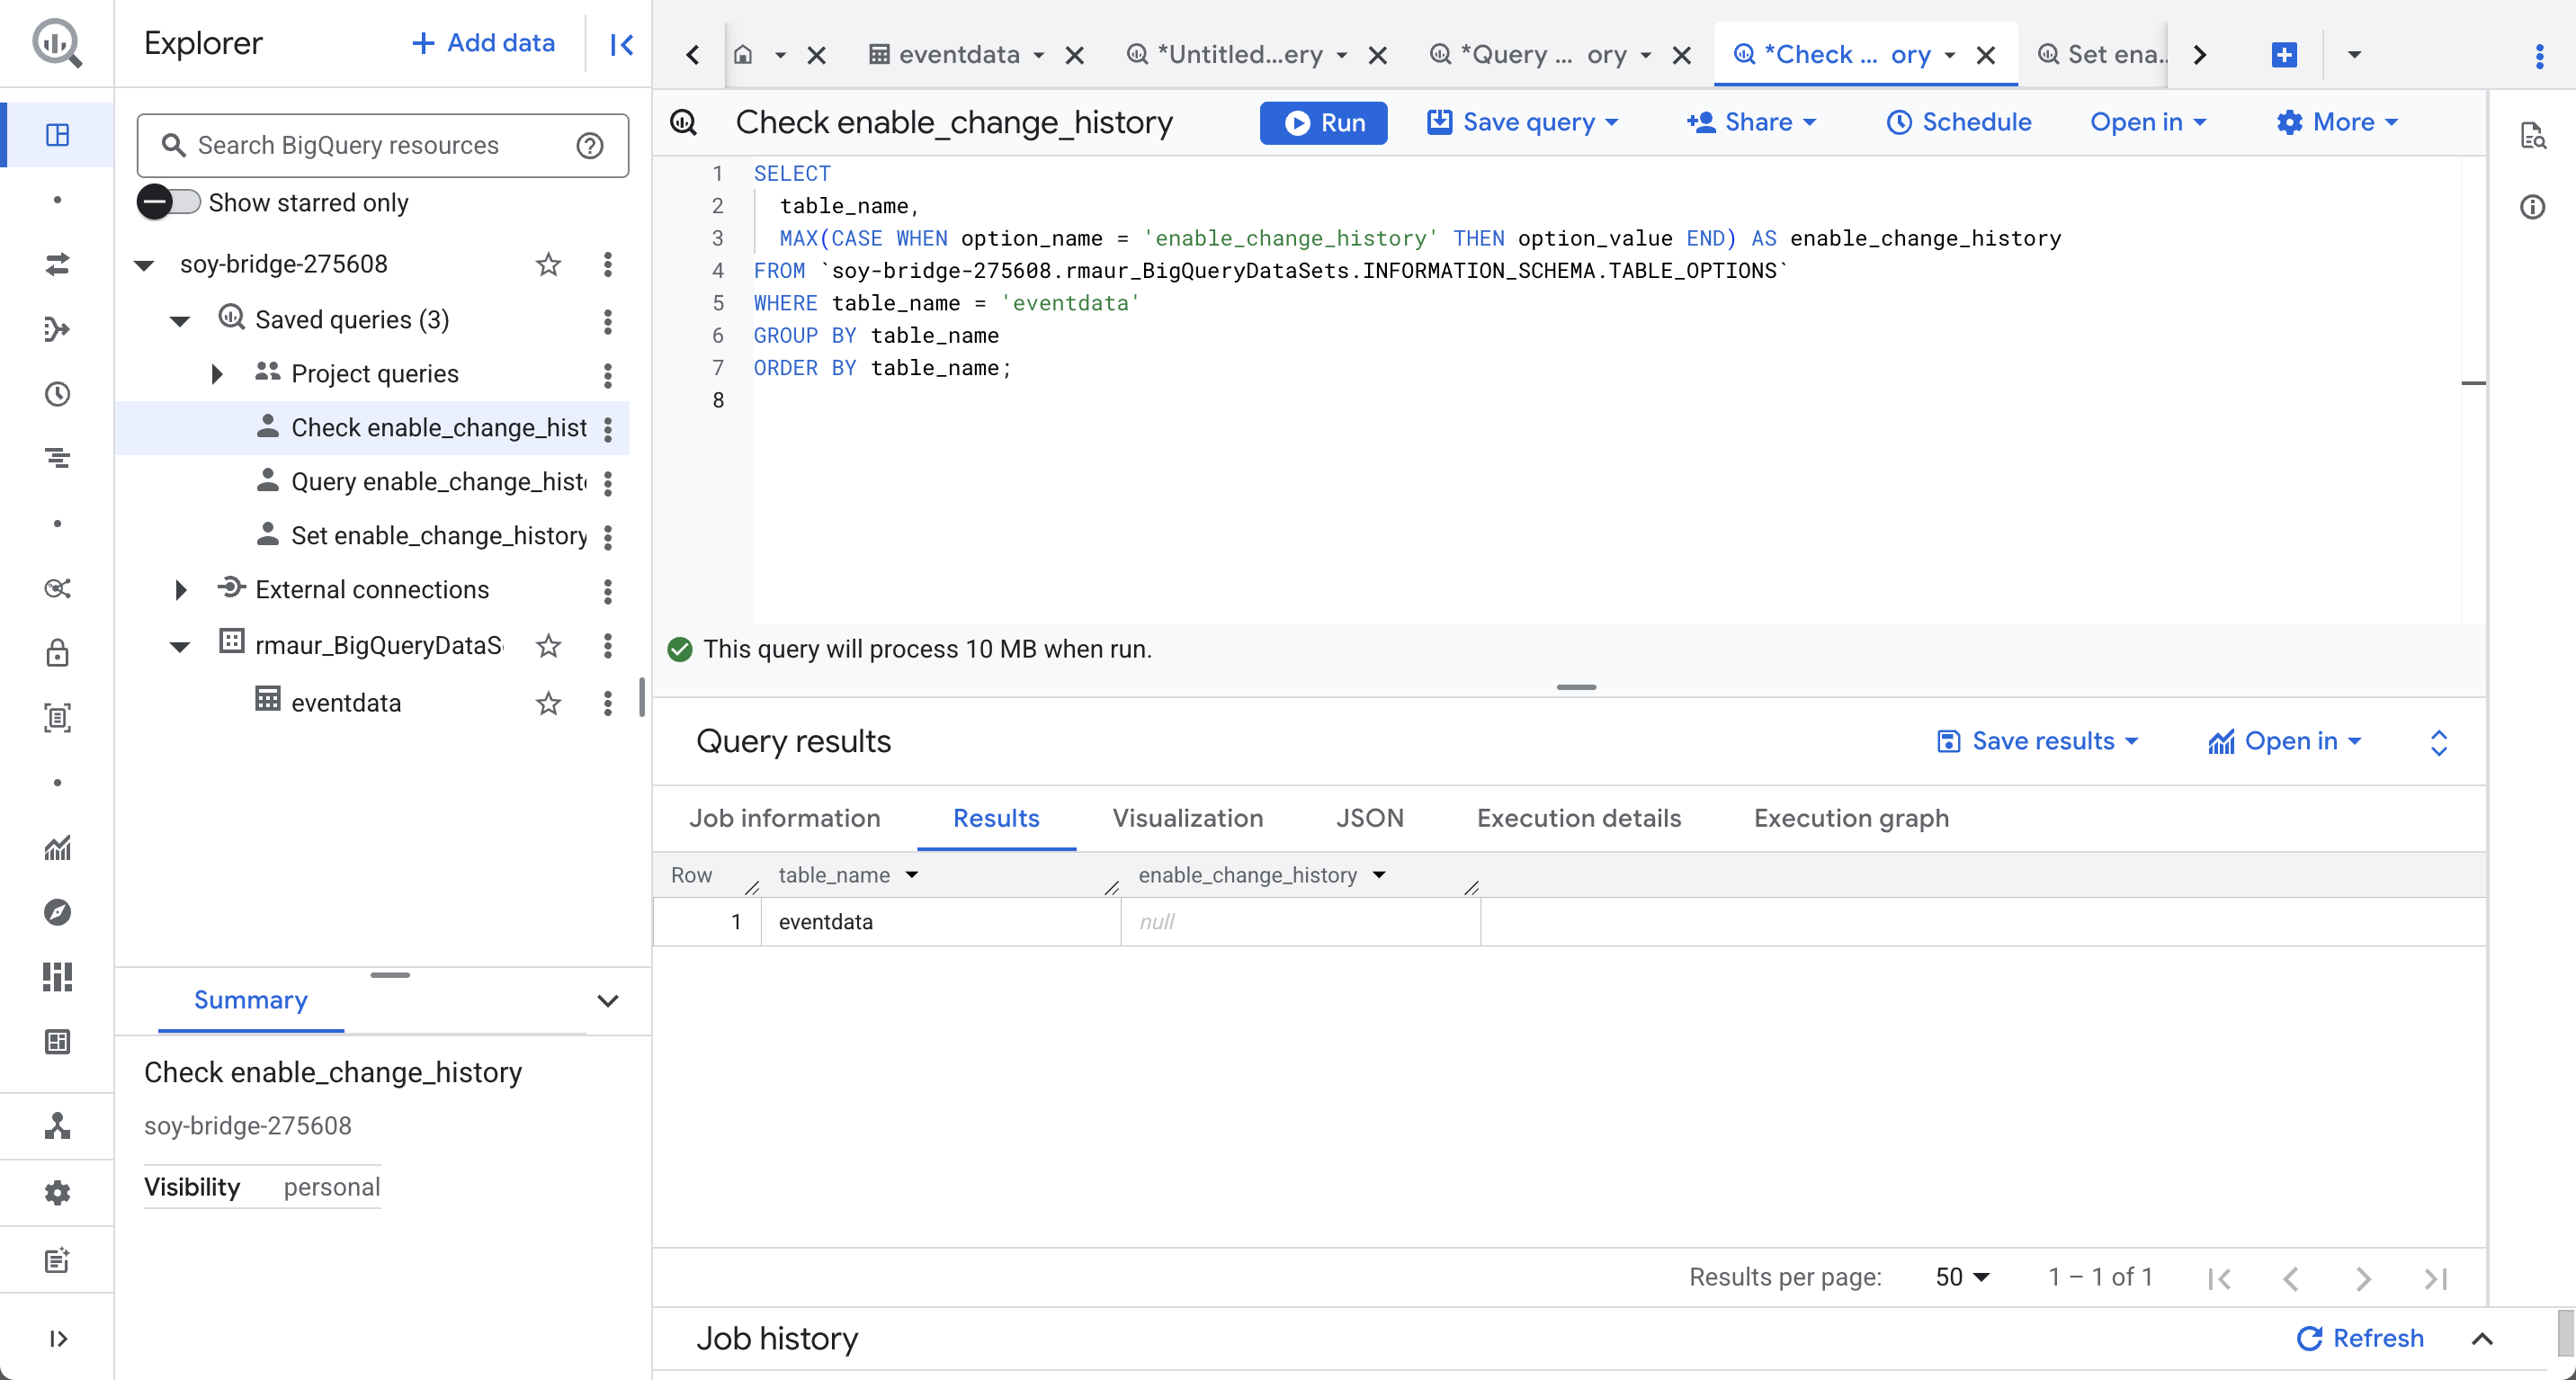 Explorer
Add data
Search BigQuery resources
Show starred only
soy-bridge-275608
Saved queries (3)
Project queries
Check enable_change_hist
Query enable_change_hist
Set enable_change_history
External connections
rmaur_BigQueryDataS
eventdata
Summary
Check enable_change_history
soy-bridge-275608
Visibility personal
eventdata
*Untitled...ery
*Query ... ory
*Check ... ory
Set ena..
Check enable_change_history
Run
Save query
Share
Schedule
Open in
More
1 SELECT
2 table_name,
3 MAX(CASE WHEN option_name = 'enable_change_history' THEN option_value END) AS enable_change_history
4 FROM `soy-bridge-275608.rmaur_BigQueryDataSets.INFORMATION_SCHEMA.TABLE_OPTIONS`
5 WHERE table_name = 'eventdata'
6 GROUP BY table_name
7 ORDER BY table_name;
8
This query will process 10 MB when run.
Query results
Save results
Open in
Job information
Results
Visualization
JSON
Execution details
Execution graph
Row table_name enable_change_history
1 eventdata null
Results per page: 50 1 – 1 of 1
Job history
Refresh